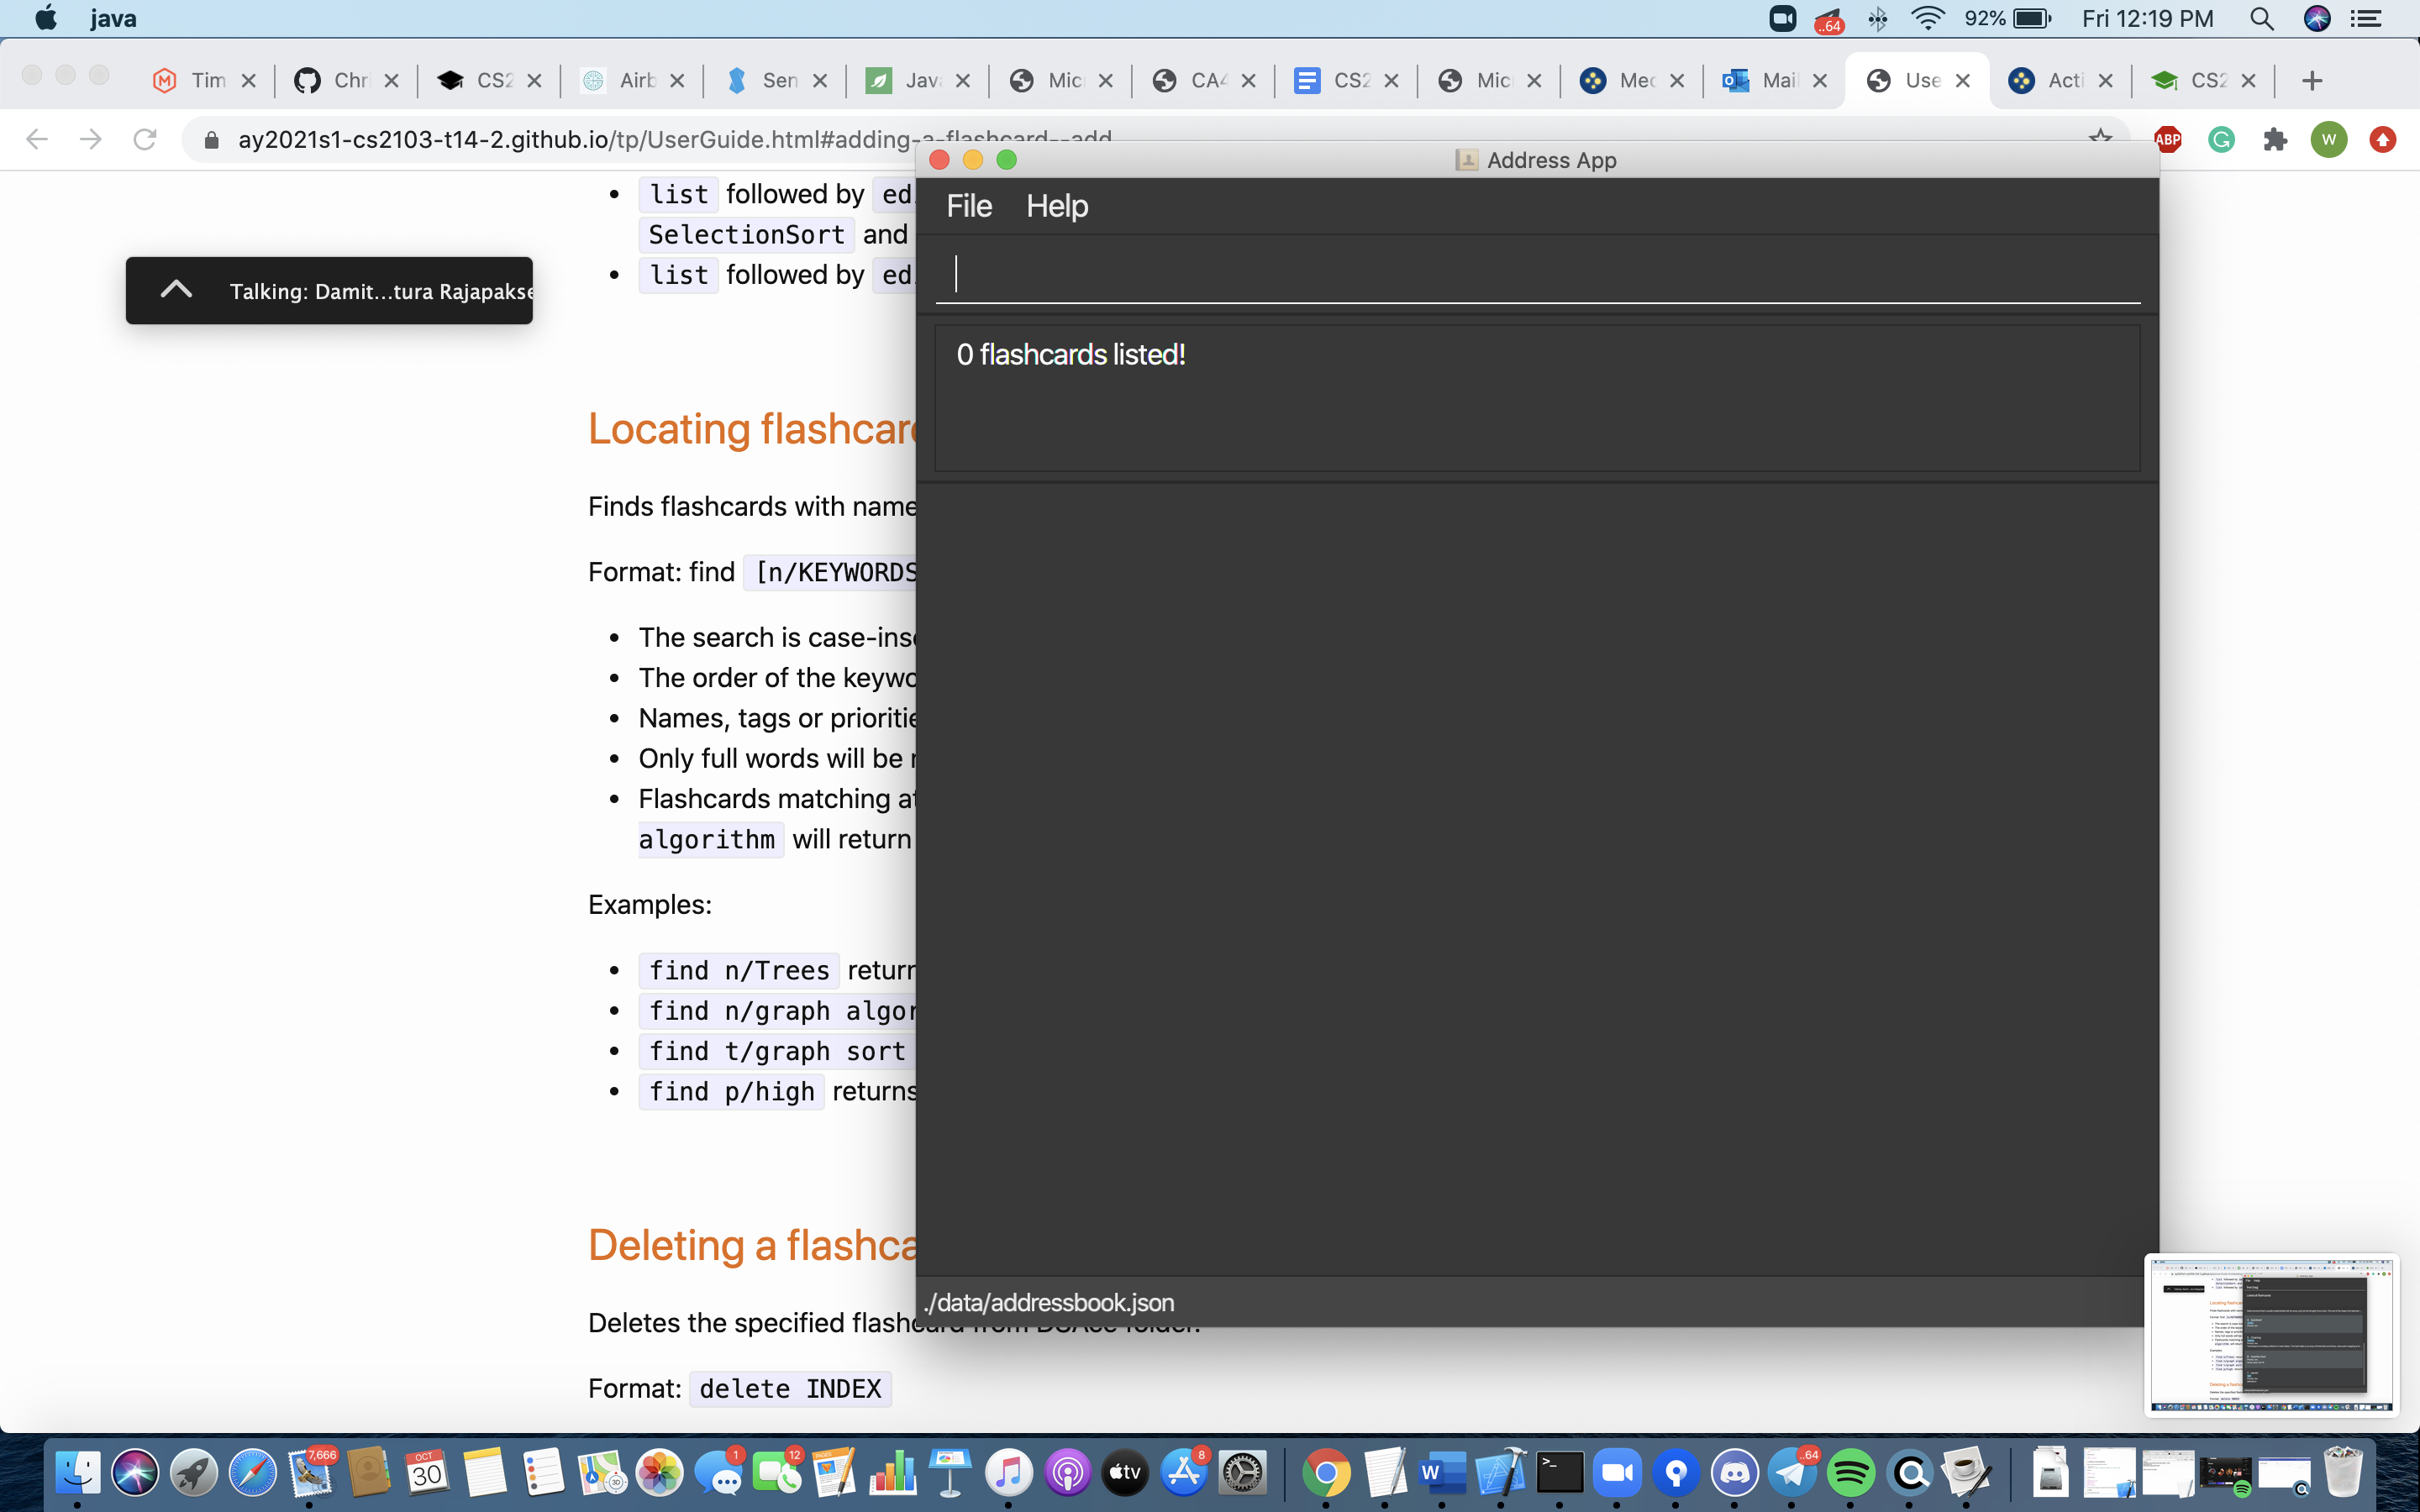 java
..64
92%
Fri 12:19 PM
Tim
Chr
CS2
Airb
Sen
Java
Mic
CA4
CS2
Mic
Mec
Mail
Use
Acti
CS2
ay2021s1-cs2103-t14-2.github.io/tp/UserGuide.html#adding-a-flashcard--add
ABP
W
list followed by ed
SelectionSort and
list followed by ed
Talking: Damit...tura Rajapakse
Locating flashcar
Finds flashcards with name
Format: find [n/KEYWORDS
The search is case-ins
The order of the keywo
Names, tags or prioritie
Only full words will be
Flashcards matching at
algorithm will return
Examples:
find n/Trees return
find n/graph algor
find t/graph sort
find p/high returns
Deleting a flashca
Deletes the specified flashcard from DSAce folder.
Format: delete INDEX
Address App
File Help
0 flashcards listed!
./data/addressbook.json
7,666
OCT
30
3D
1
12
PAGES
tv
8
W
>_
..64